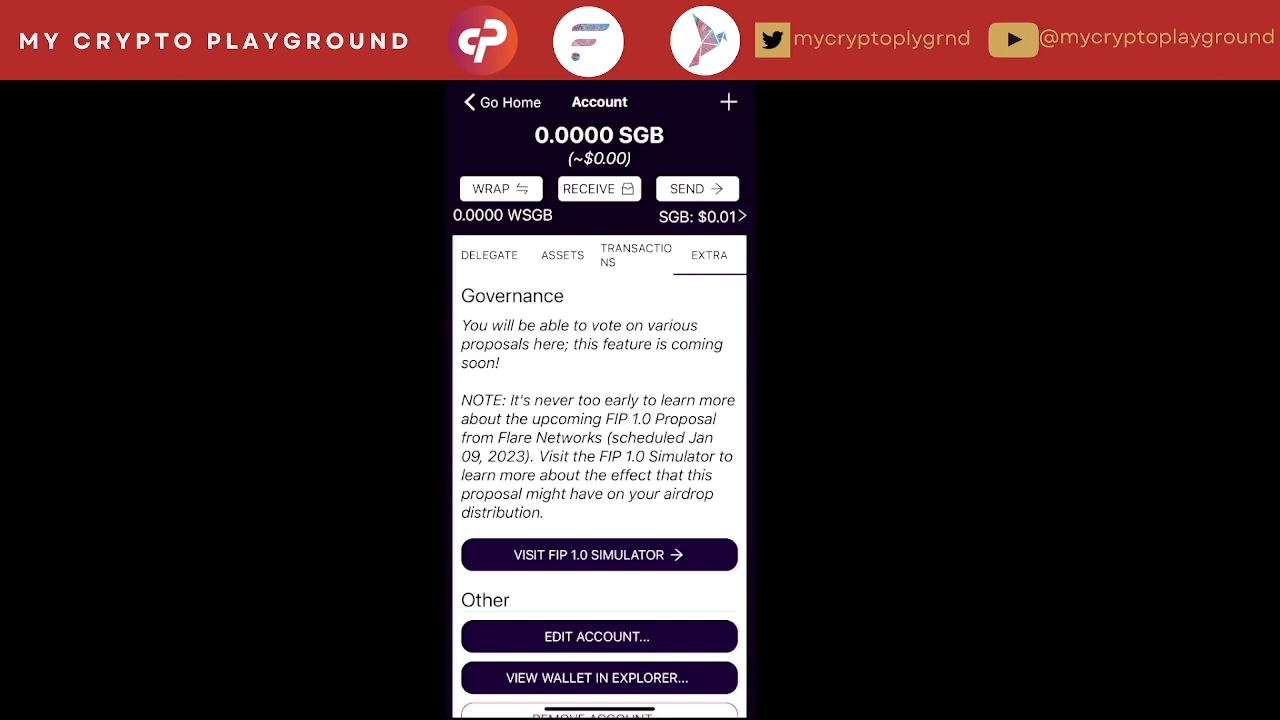 MY CRYPTO PLAYGROUND
mycryptoplygrnd
@mycryptoplayground
Go Home
Account
0.0000 SGB
(~$0.00)
WRAP
RECEIVE
SEND
0.0000 WSGB
SGB: $0.01
DELEGATE
ASSETS
TRANSACTIO
NS
EXTRA
Governance
You will be able to vote on various
proposals here; this feature is coming
soon!
NOTE: It's never too early to learn more
about the upcoming FIP 1.0 Proposal
from Flare Networks (scheduled Jan
09, 2023). Visit the FIP 1.0 Simulator to
learn more about the effect that this
proposal might have on your airdrop
distribution.
VISIT FIP 1.0 SIMULATOR
Other
EDIT ACCOUNT...
VIEW WALLET IN EXPLORER...
REMOVE ACCOUNT